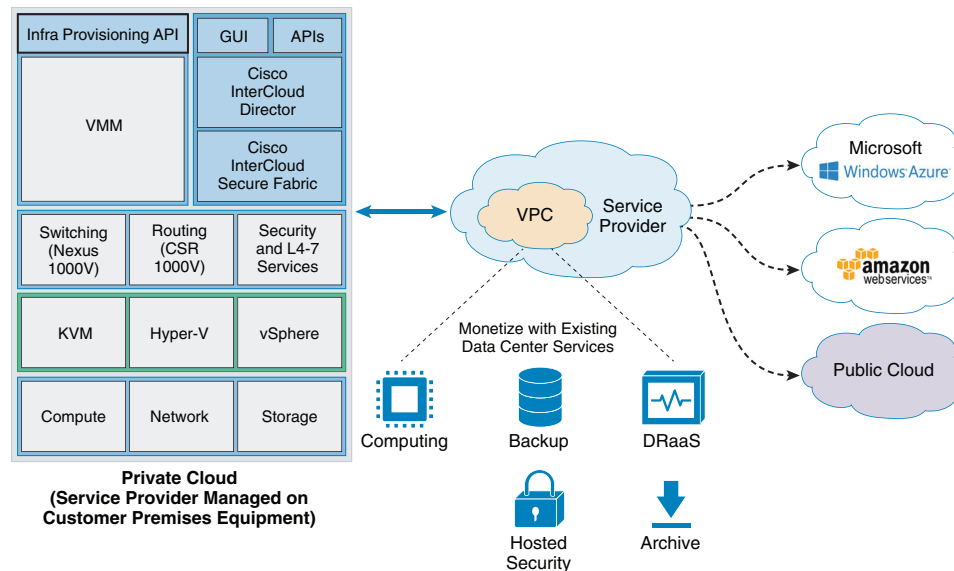 Infra Provisioning API
GUI
APIs
VMM
Cisco
InterCloud
Director
Cisco
InterCloud
Secure Fabric
Switching
(Nexus
1000V)
Routing
(CSR
1000V)
Security
and L4-7
Services
KVM
Hyper-V
vSphere
Compute
Network
Storage
Private Cloud
(Service Provider Managed on
Customer Premises Equipment)
VPC
Service
Provider
Monetize with Existing
Data Center Services
Computing
Backup
DRaaS
Hosted
Security
Archive
Microsoft
Windows Azure
amazon
webservices™
Public Cloud